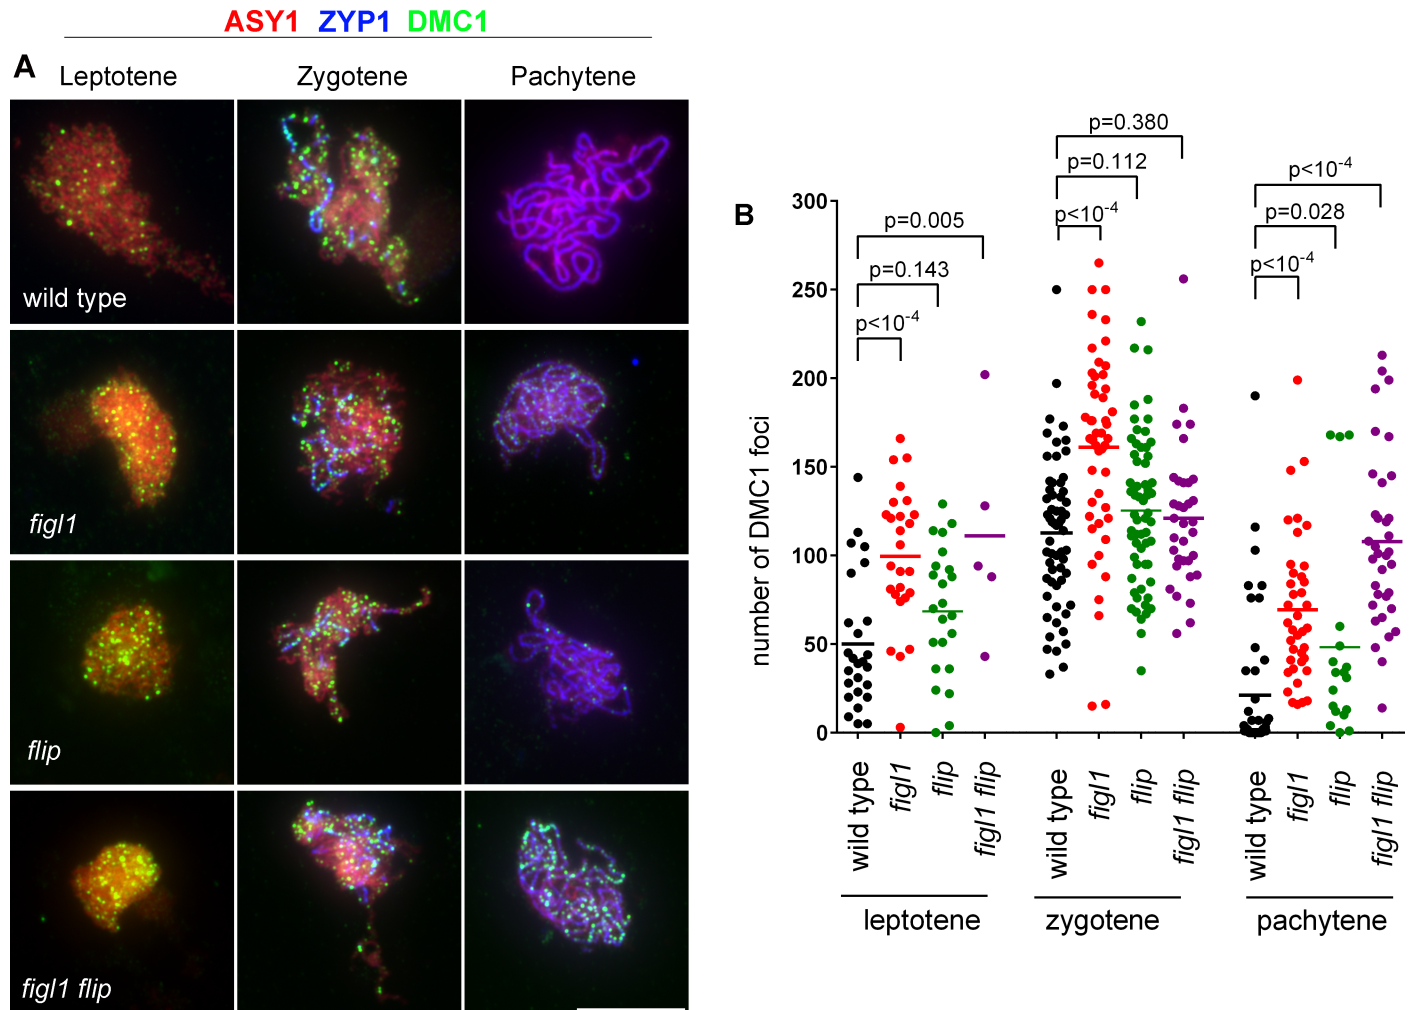 ASY1 ZYP1 DMC1
A
Leptotene Zygotene Pachytene
wild type
figl1
flip
figl1 flip
B
number of DMC1 foci
300
250
200
150
100
50
0
p=0.005
p=0.143
p<10-4
p=0.380
p=0.112
p<10-4
p<10-4
p=0.028
p<10-4
wild type
figl1
flip
figl1 flip
wild type
figl1
flip
figl1 flip
wild type
figl1
flip
figl1 flip
leptotene
zygotene
pachytene